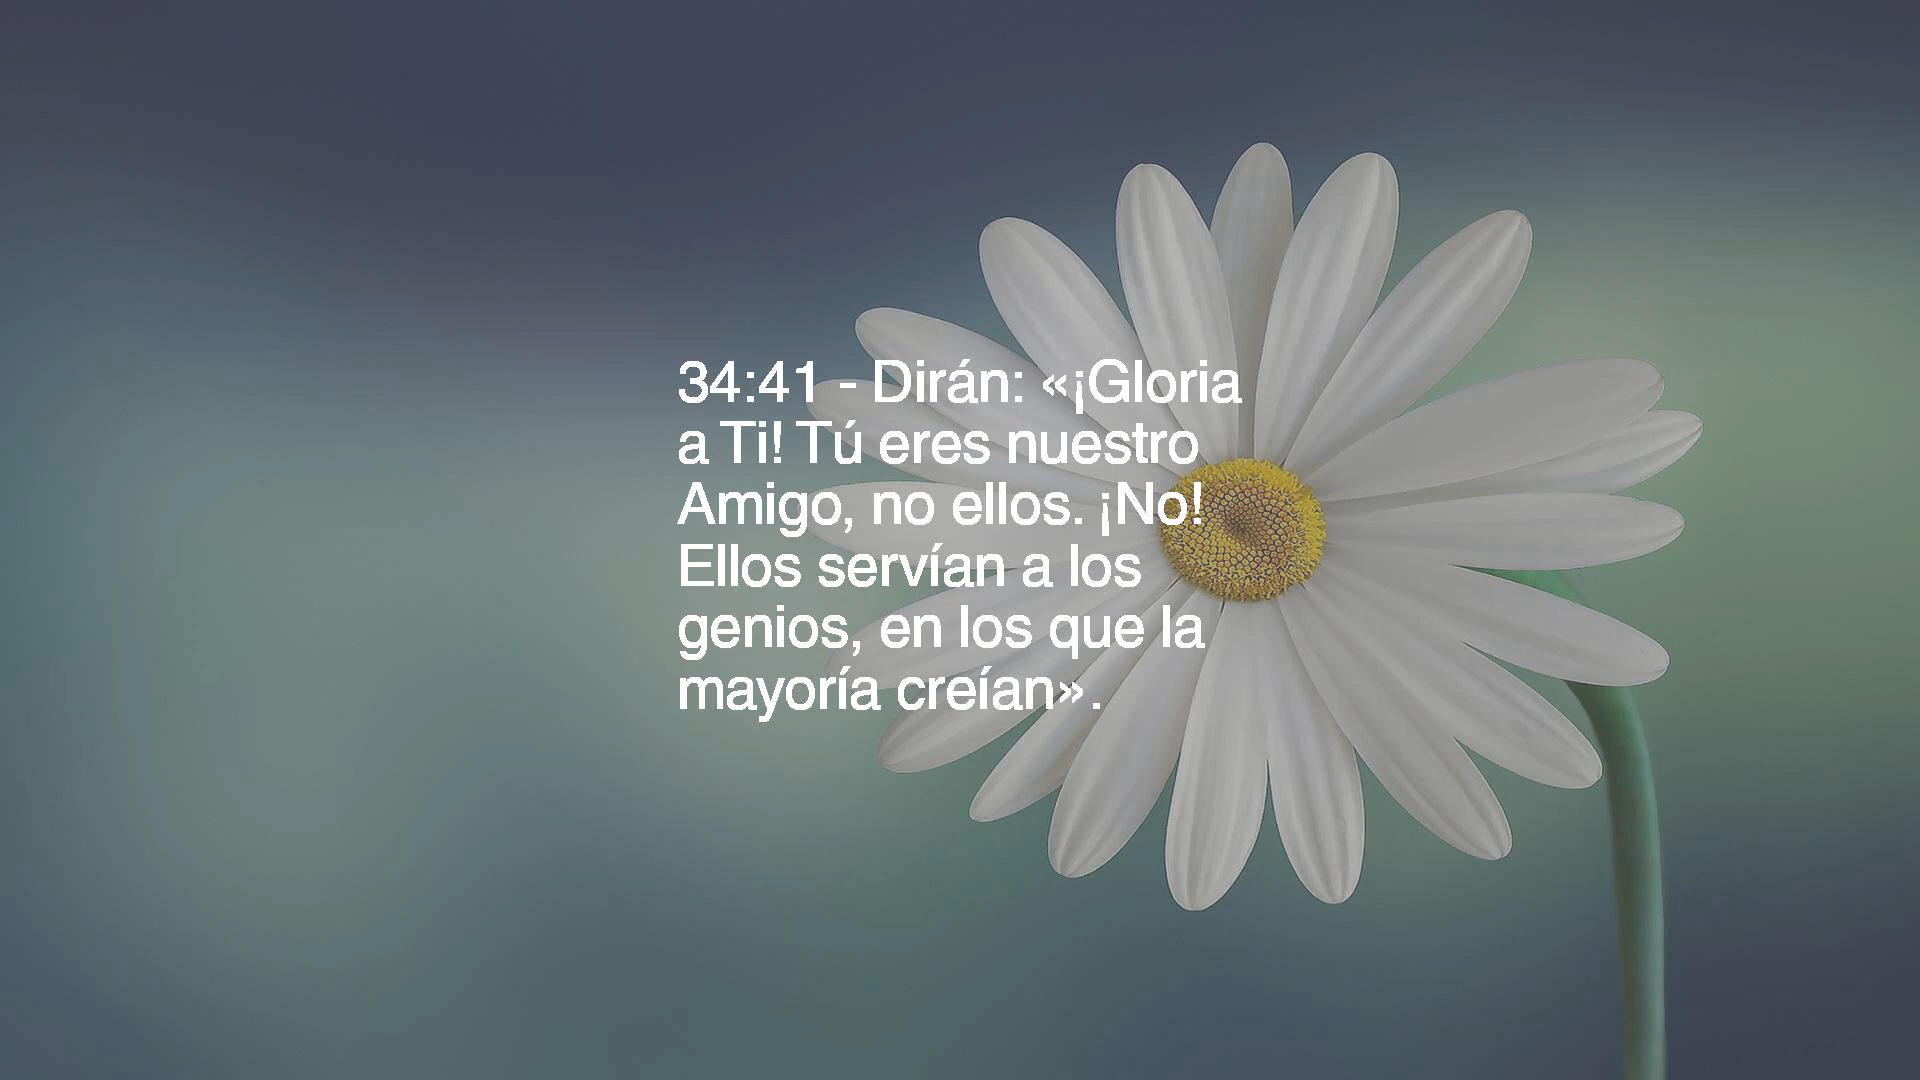 34:41 - Dirán: «¡Gloria
a Ti! Tú eres nuestro
Amigo, no ellos. ¡No!
Ellos servían a los
genios, en los que la
mayoría creían».